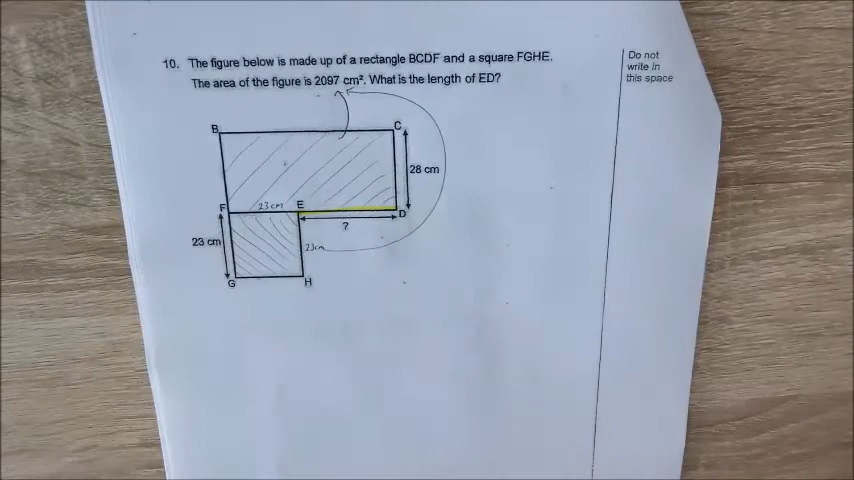 10. The figure below is made up of a rectangle BCDF and a square FGHE.
The area of the figure is 2097 cm². What is the length of ED?
Do not
write in
this space
B
C
28 cm
F
23 cm
E
D
?
23 cm
23cm
G
H